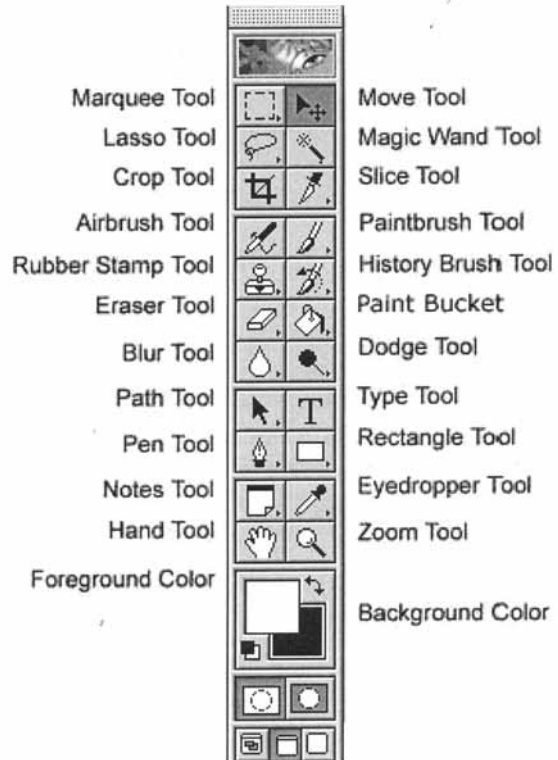 Marquee Tool
Move Tool
Lasso Tool
Magic Wand Tool
Crop Tool
Slice Tool
Airbrush Tool
Paintbrush Tool
Rubber Stamp Tool
History Brush Tool
Eraser Tool
Paint Bucket
Blur Tool
Dodge Tool
Path Tool
T
Type Tool
Pen Tool
Rectangle Tool
Notes Tool
Eyedropper Tool
Hand Tool
Zoom Tool
Foreground Color
Background Color